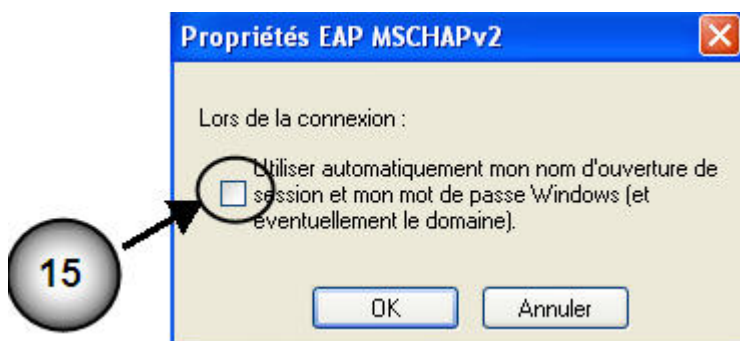 Propriétés EAP MSCHAPv2
Lors de la connexion :
Utiliser automatiquement mon nom d'ouverture de
session et mon mot de passe Windows (et
éventuellement le domaine).
15
OK
Annuler